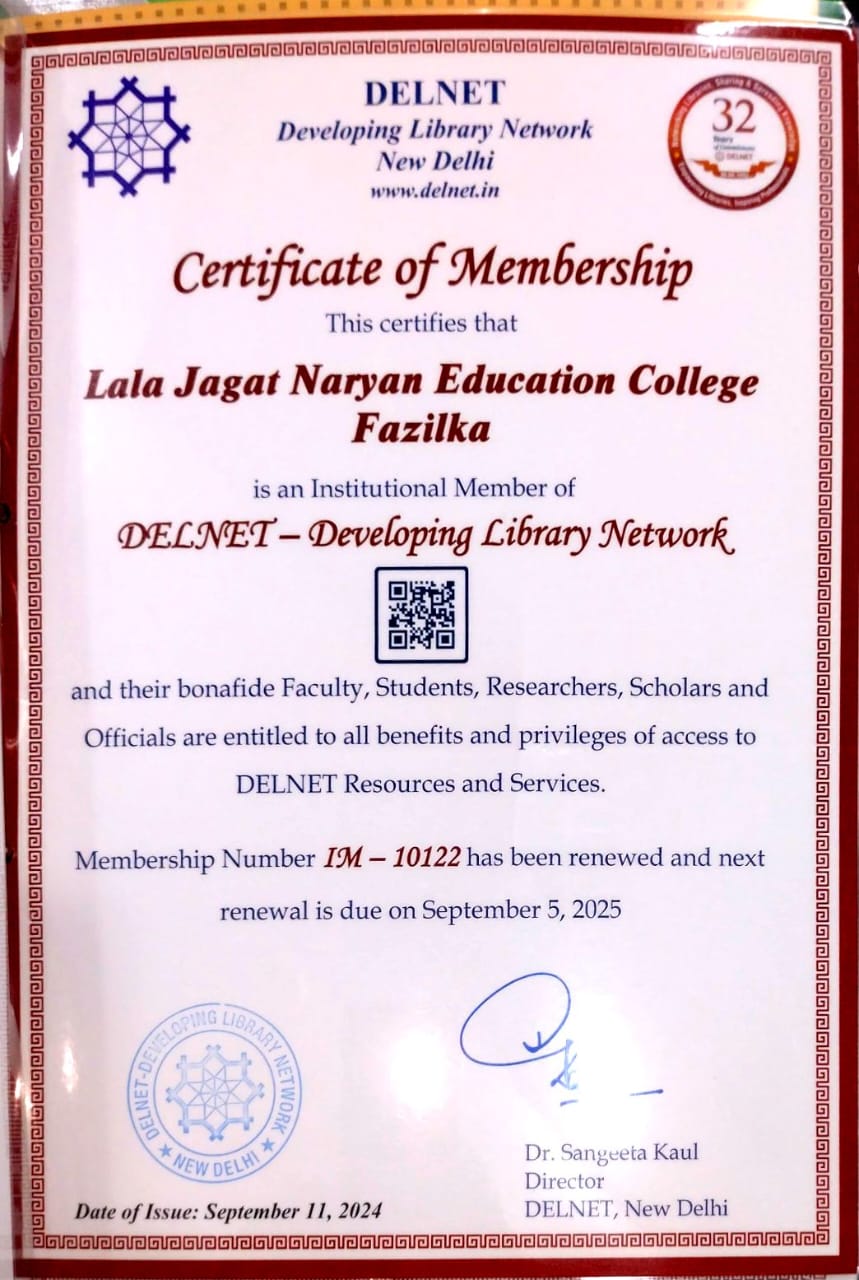 DELNET
Developing Library Network
New Delhi
www.delnet.in
32
Years
DELNET
Certificate of Membership
This certifies that
Lala Jagat Naryan Education College
Fazilka
is an Institutional Member of
DELNET – Developing Library Network
and their bonafide Faculty, Students, Researchers, Scholars and
Officials are entitled to all benefits and privileges of access to
DELNET Resources and Services.
Membership Number IM – 10122 has been renewed and next
renewal is due on September 5, 2025
DELNET-DEVELOPING LIBRARY NETWORK
★ NEW DELHI ★
Dr. Sangeeta Kaul
Director
DELNET, New Delhi
Date of Issue: September 11, 2024